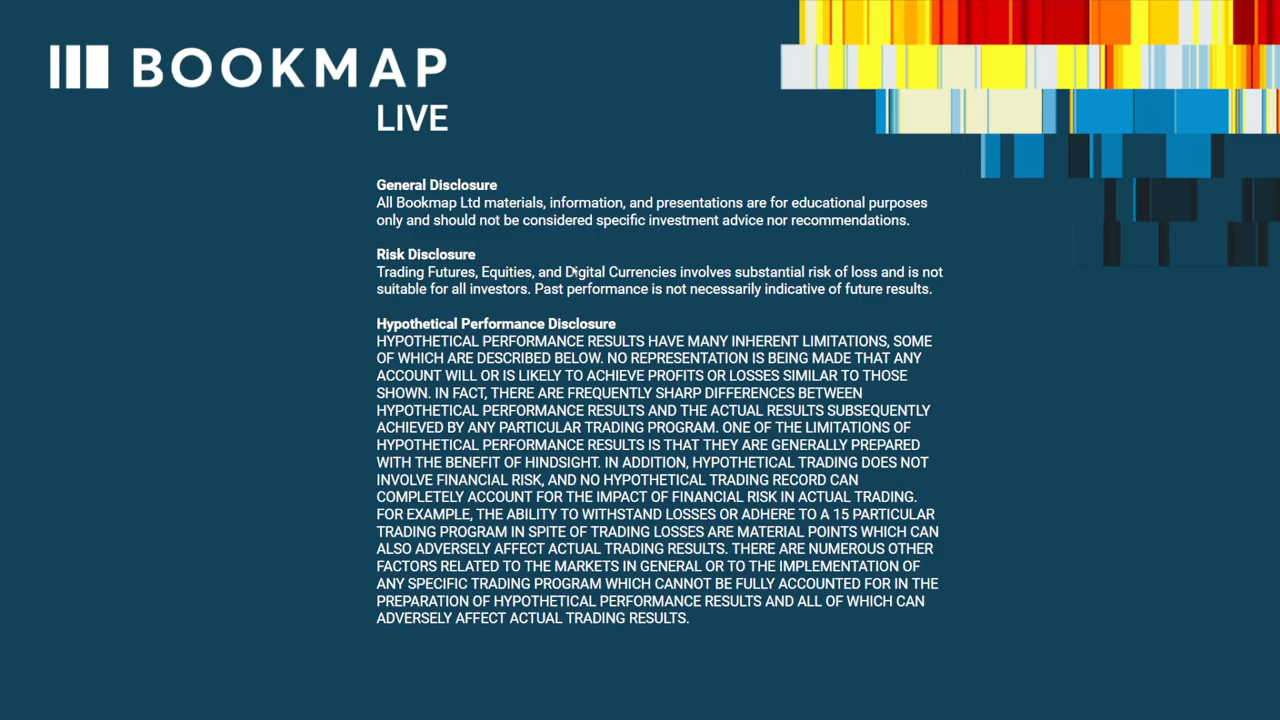 BOOKMAP
LIVE
General Disclosure
All Bookmap Ltd materials, information, and presentations are for educational purposes
only and should not be considered specific investment advice nor recommendations.
Risk Disclosure
Trading Futures, Equities, and Digital Currencies involves substantial risk of loss and is not
suitable for all investors. Past performance is not necessarily indicative of future results.
Hypothetical Performance Disclosure
HYPOTHETICAL PERFORMANCE RESULTS HAVE MANY INHERENT LIMITATIONS, SOME
OF WHICH ARE DESCRIBED BELOW. NO REPRESENTATION IS BEING MADE THAT ANY
ACCOUNT WILL OR IS LIKELY TO ACHIEVE PROFITS OR LOSSES SIMILAR TO THOSE
SHOWN. IN FACT, THERE ARE FREQUENTLY SHARP DIFFERENCES BETWEEN
HYPOTHETICAL PERFORMANCE RESULTS AND THE ACTUAL RESULTS SUBSEQUENTLY
ACHIEVED BY ANY PARTICULAR TRADING PROGRAM. ONE OF THE LIMITATIONS OF
HYPOTHETICAL PERFORMANCE RESULTS IS THAT THEY ARE GENERALLY PREPARED
WITH THE BENEFIT OF HINDSIGHT. IN ADDITION, HYPOTHETICAL TRADING DOES NOT
INVOLVE FINANCIAL RISK, AND NO HYPOTHETICAL TRADING RECORD CAN
COMPLETELY ACCOUNT FOR THE IMPACT OF FINANCIAL RISK IN ACTUAL TRADING.
FOR EXAMPLE, THE ABILITY TO WITHSTAND LOSSES OR ADHERE TO A 15 PARTICULAR
TRADING PROGRAM IN SPITE OF TRADING LOSSES ARE MATERIAL POINTS WHICH CAN
ALSO ADVERSELY AFFECT ACTUAL TRADING RESULTS. THERE ARE NUMEROUS OTHER
FACTORS RELATED TO THE MARKETS IN GENERAL OR TO THE IMPLEMENTATION OF
ANY SPECIFIC TRADING PROGRAM WHICH CANNOT BE FULLY ACCOUNTED FOR IN THE
PREPARATION OF HYPOTHETICAL PERFORMANCE RESULTS AND ALL OF WHICH CAN
ADVERSELY AFFECT ACTUAL TRADING RESULTS.